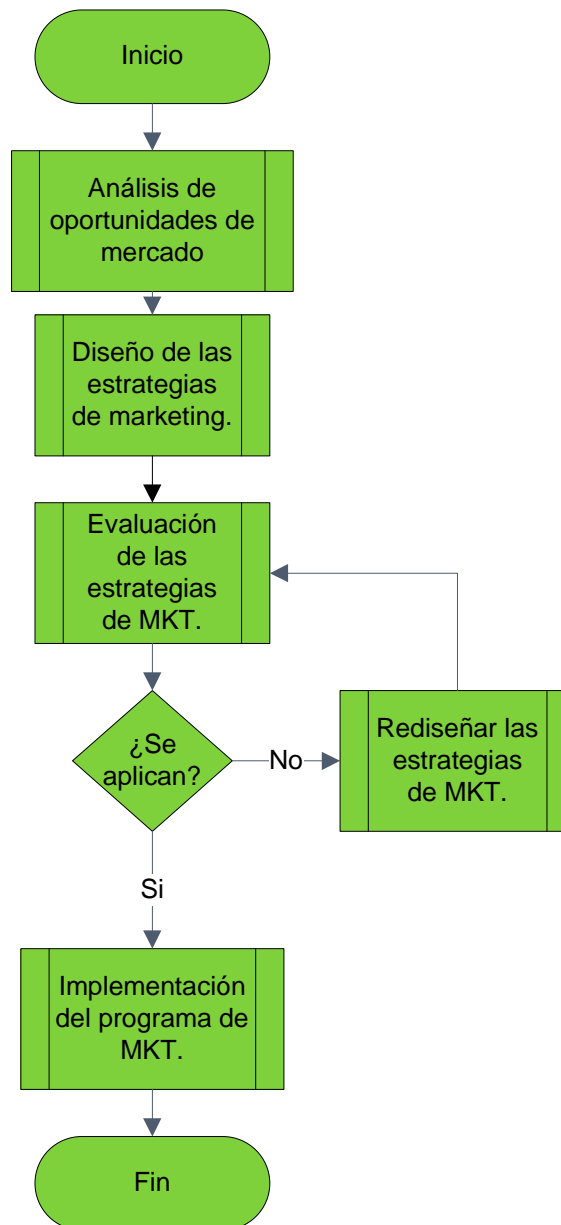 Inicio
Análisis de
oportunidades de
mercado
Diseño de las
estrategias
de marketing.
Evaluación
de las
estrategias
de MKT.
¿Se
aplican?
No
Rediseñar las
estrategias
de MKT.
Si
Implementación
del programa de
MKT.
Fin